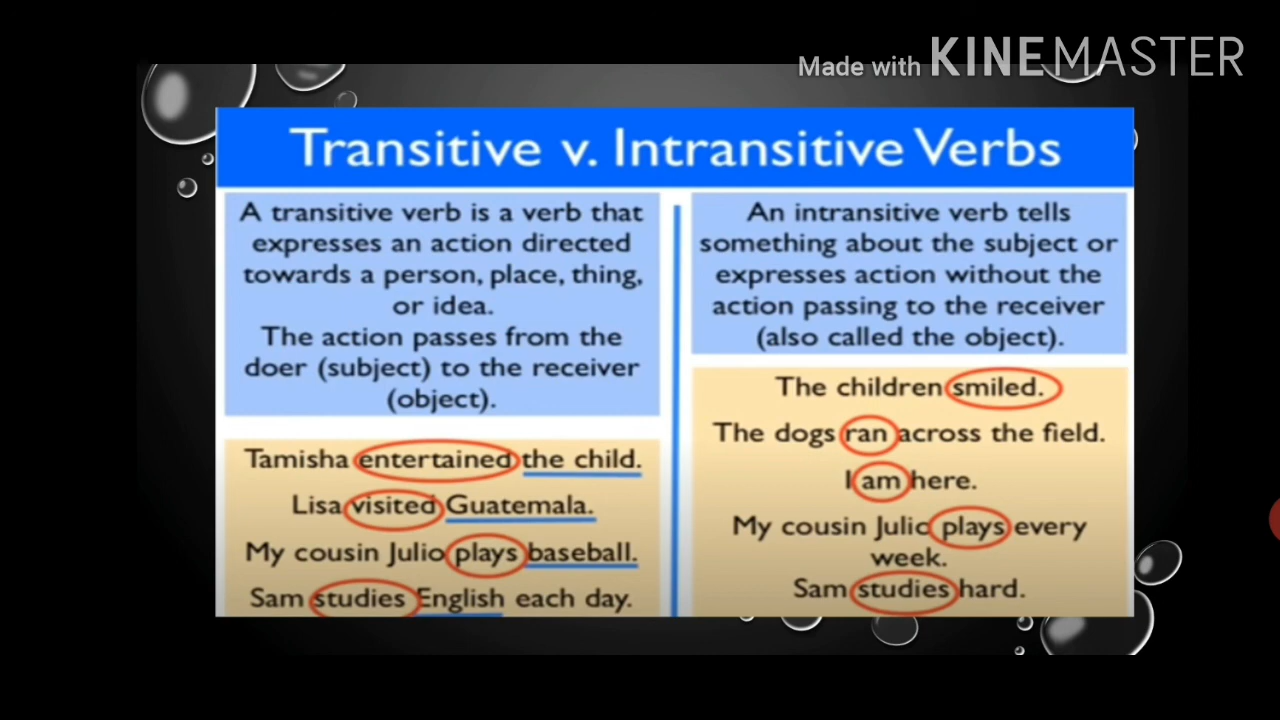 Made with KINEMASTER
Transitive v. Intransitive Verbs
A transitive verb is a verb that
expresses an action directed
towards a person, place, thing,
or idea.
The action passes from the
doer (subject) to the receiver
(object).
Tamisha entertained the child.
Lisa visited Guatemala.
My cousin Julio plays baseball.
Sam studies English each day.
An intransitive verb tells
something about the subject or
expresses action without the
action passing to the receiver
(also called the object).
The children smiled.
The dogs ran across the field.
I am here.
My cousin Julio plays every
week.
Sam studies hard.